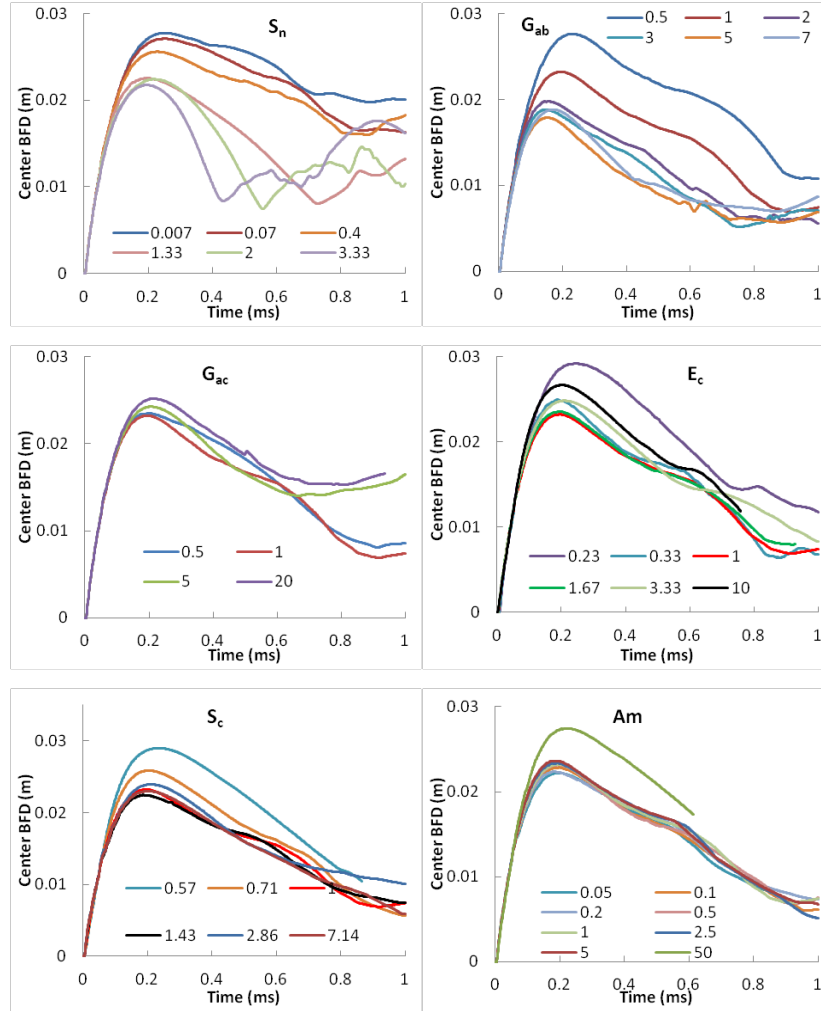 S_n
Center BFD (m)
0.03
0.02
0.01
0
0.007 0.07 0.4
1.33 2 3.33
0 0.2 0.4 0.6 0.8 1
Time (ms)
G_ab
0.5 1 2
3 5 7
Center BFD (m)
0.03
0.02
0.01
0
0 0.2 0.4 0.6 0.8 1
Time (ms)
G_ac
Center BFD (m)
0.03
0.02
0.01
0
0.5 1
5 20
0 0.2 0.4 0.6 0.8 1
Time (ms)
E_c
Center BFD (m)
0.03
0.02
0.01
0
0.23 0.33 1
1.67 3.33 10
0 0.2 0.4 0.6 0.8 1
Time (ms)
S_c
Center BFD (m)
0.03
0.02
0.01
0
0.57 0.71 1
1.43 2.86 7.14
0 0.2 0.4 0.6 0.8 1
Time (ms)
Am
Center BFD (m)
0.03
0.02
0.01
0
0.05 0.1
0.2 0.5
1 2.5
5 50
0 0.2 0.4 0.6 0.8 1
Time (ms)